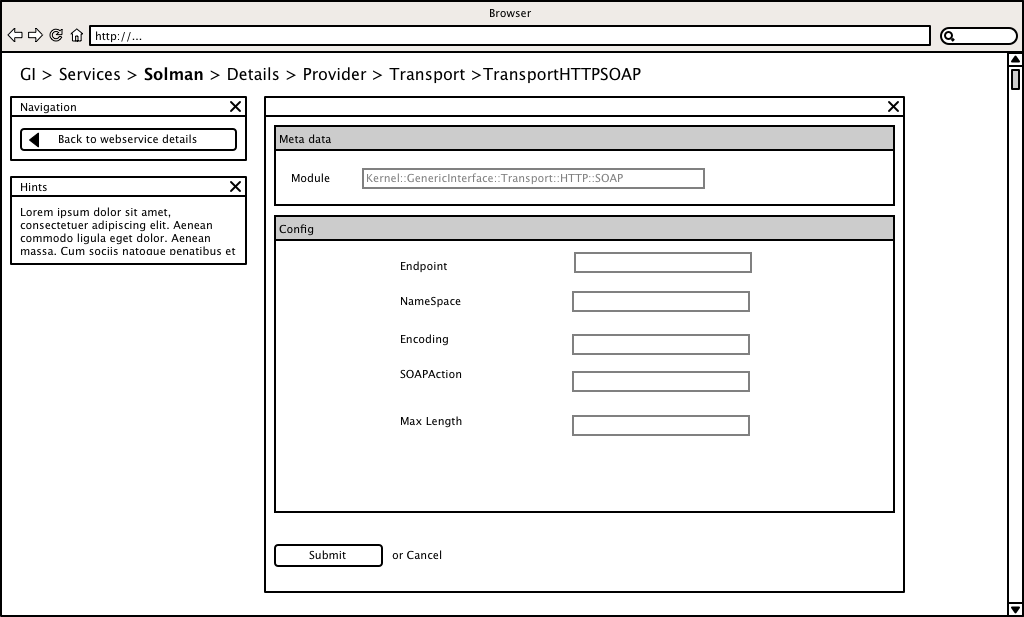 Browser
http://...
GI > Services > Solman > Details > Provider > Transport >TransportHTTPSOAP
Navigation
Back to webservice details
Hints
Lorem ipsum dolor sit amet,
consectetuer adipiscing elit. Aenean
commodo ligula eget dolor. Aenean
massa. Cum sociis natoque penatibus et
Meta data
Module
Kernel::GenericInterface::Transport::HTTP::SOAP
Config
Endpoint
NameSpace
Encoding
SOAPAction
Max Length
Submit
or Cancel